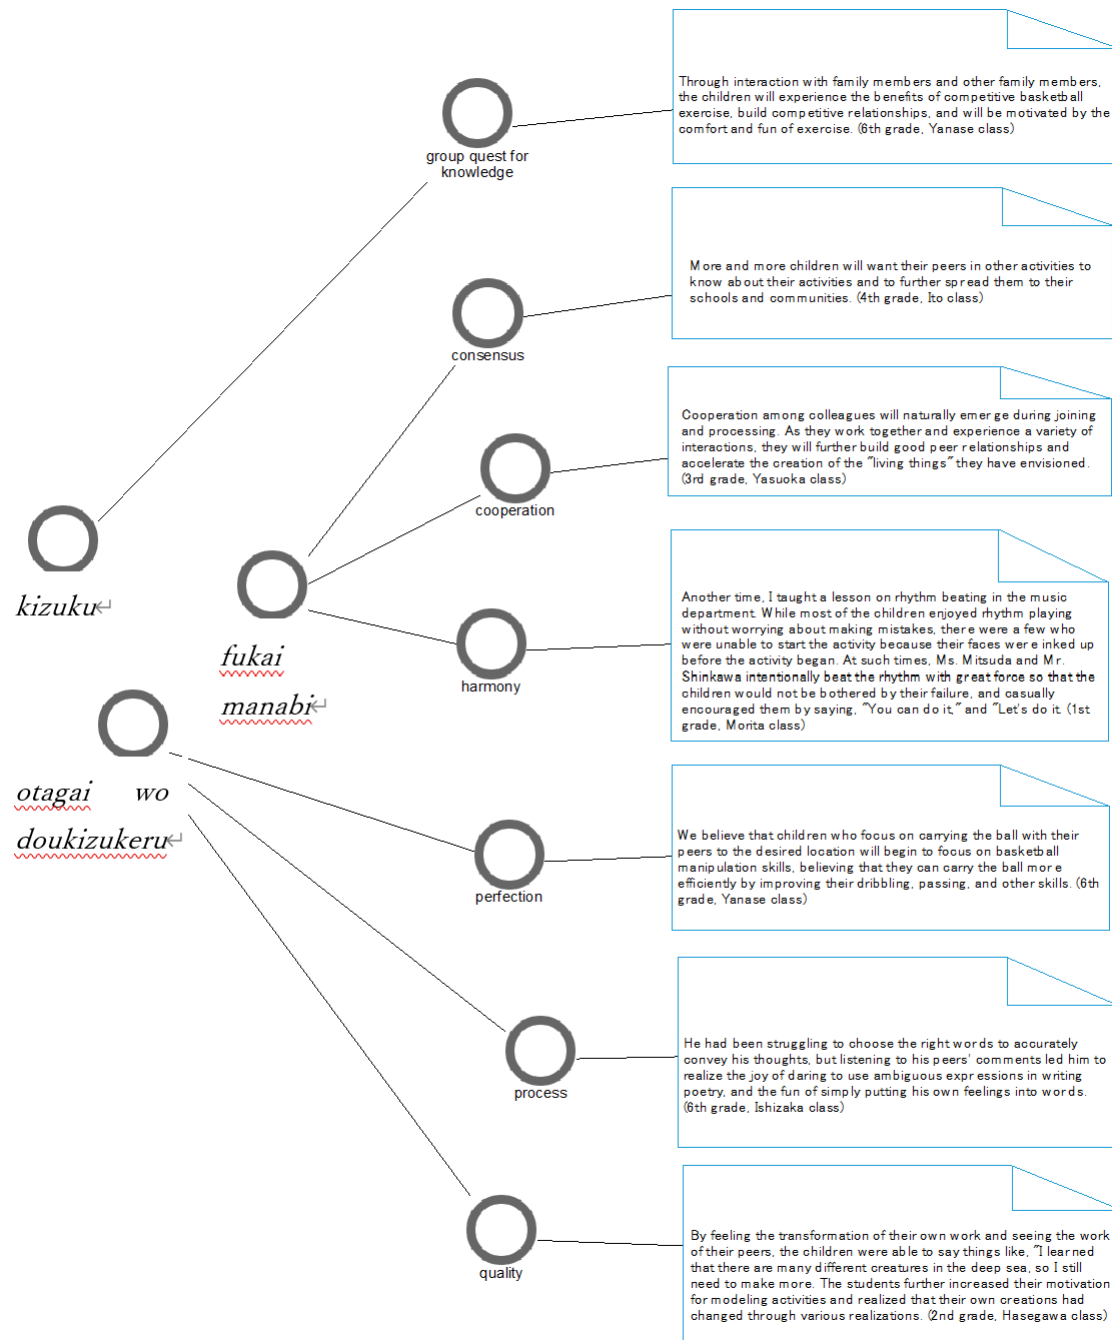 Through interaction with family members and other family members,
the children will experience the benefits of competitive basketball
exercise, build competitive relationships, and will be motivated by the
comfort and fun of exercise. (6th grade, Yanase class)
group quest for
knowledge
More and more children will want their peers in other activities to
know about their activities and to further spread them to their
schools and communities. (4th grade, Ito class)
consensus
Cooperation among colleagues will naturally emerge during joining
and processing. As they work together and experience a variety of
interactions, they will further build good peer relationships and
accelerate the creation of the "living things" they have envisioned.
(3rd grade, Yasuoka class)
cooperation
kizuku↵
fukai
manabi↵
Another time, I taught a lesson on rhythm beating in the music
department. While most of the children enjoyed rhythm playing
without worrying about making mistakes, there were a few who
were unable to start the activity because their faces were inked up
before the activity began. At such times, Ms. Mitsuda and Mr.
Shinkawa intentionally beat the rhythm with great force so that the
children would not be bothered by their failure, and casually
encouraged them by saying, "You can do it," and "Let's do it. (1st
grade, Morita class)
harmony
otagai wo
doukizukeru↵
We believe that children who focus on carrying the ball with their
peers to the desired location will begin to focus on basketball
manipulation skills, believing that they can carry the ball more
efficiently by improving their dribbling, passing, and other skills. (6th
grade, Yanase class)
perfection
He had been struggling to choose the right words to accurately
convey his thoughts, but listening to his peers' comments led him to
realize the joy of daring to use ambiguous expressions in writing
poetry, and the fun of simply putting his own feelings into words.
(6th grade, Ishizaka class)
process
By feeling the transformation of their own work and seeing the work
of their peers, the children were able to say things like, "I learned
that there are many different creatures in the deep sea, so I still
need to make more. The students further increased their motivation
for modeling activities and realized that their own creations had
changed through various realizations. (2nd grade, Hasegawa class)
quality